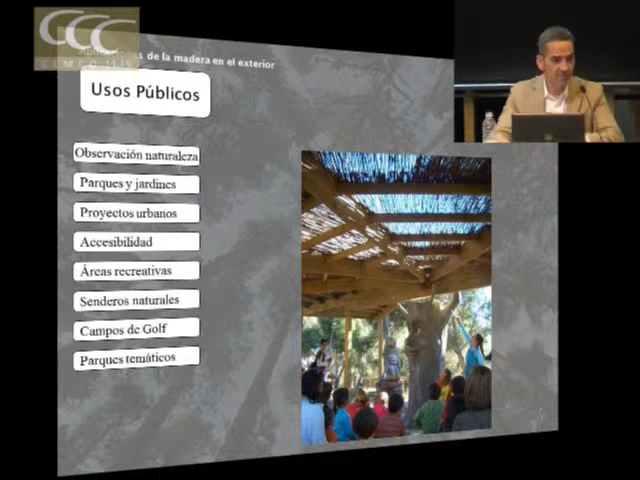 CCC
de la madera en el exterior
Usos Públicos
Observación naturaleza
Parques y jardines
Proyectos urbanos
Accesibilidad
Áreas recreativas
Senderos naturales
Campos de Golf
Parques temáticos